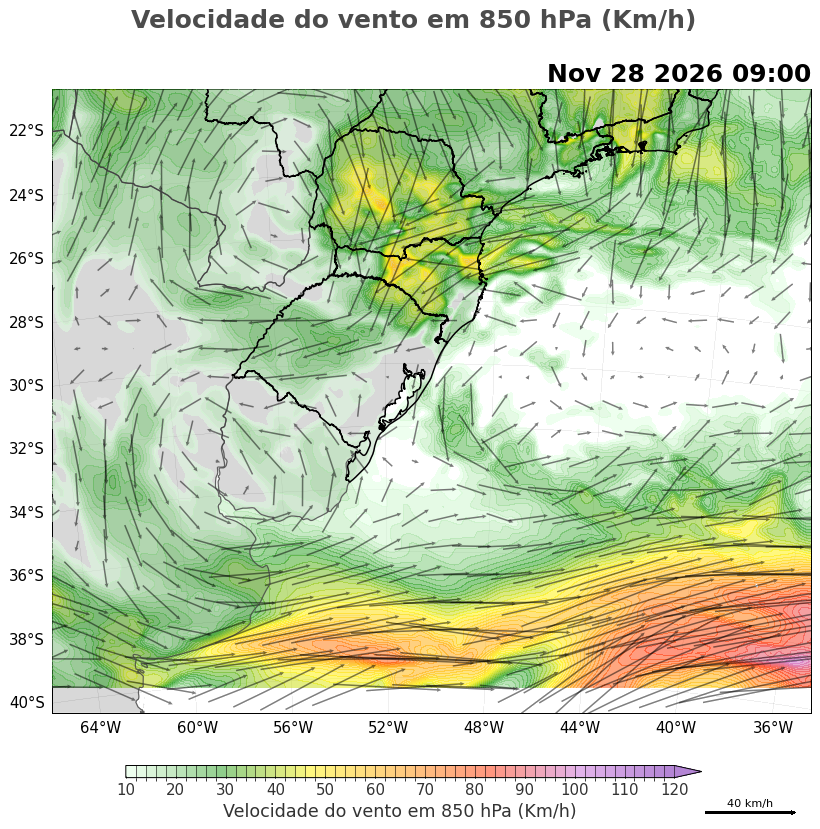 Velocidade do vento em 850 hPa (Km/h)
Nov 28 2026 09:00
22°S
24°S
26°S
28°S
30°S
32°S
34°S
36°S
38°S
40°S
64°W 60°W 56°W 52°W 48°W 44°W 40°W 36°W
10 20 30 40 50 60 70 80 90 100 110 120
Velocidade do vento em 850 hPa (Km/h)
40 km/h